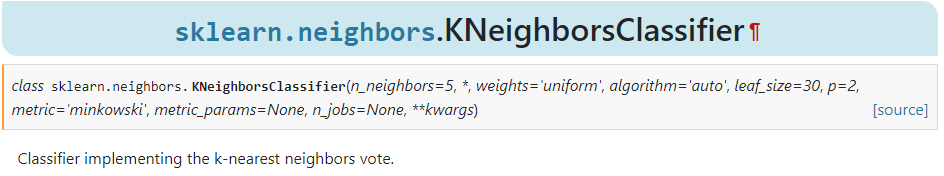 sklearn.neighbors.KNeighborsClassifier¶
class sklearn.neighbors.KNeighborsClassifier(n_neighbors=5, *, weights='uniform', algorithm='auto', leaf_size=30, p=2,
metric='minkowski', metric_params=None, n_jobs=None, **kwargs) [source]
Classifier implementing the k-nearest neighbors vote.